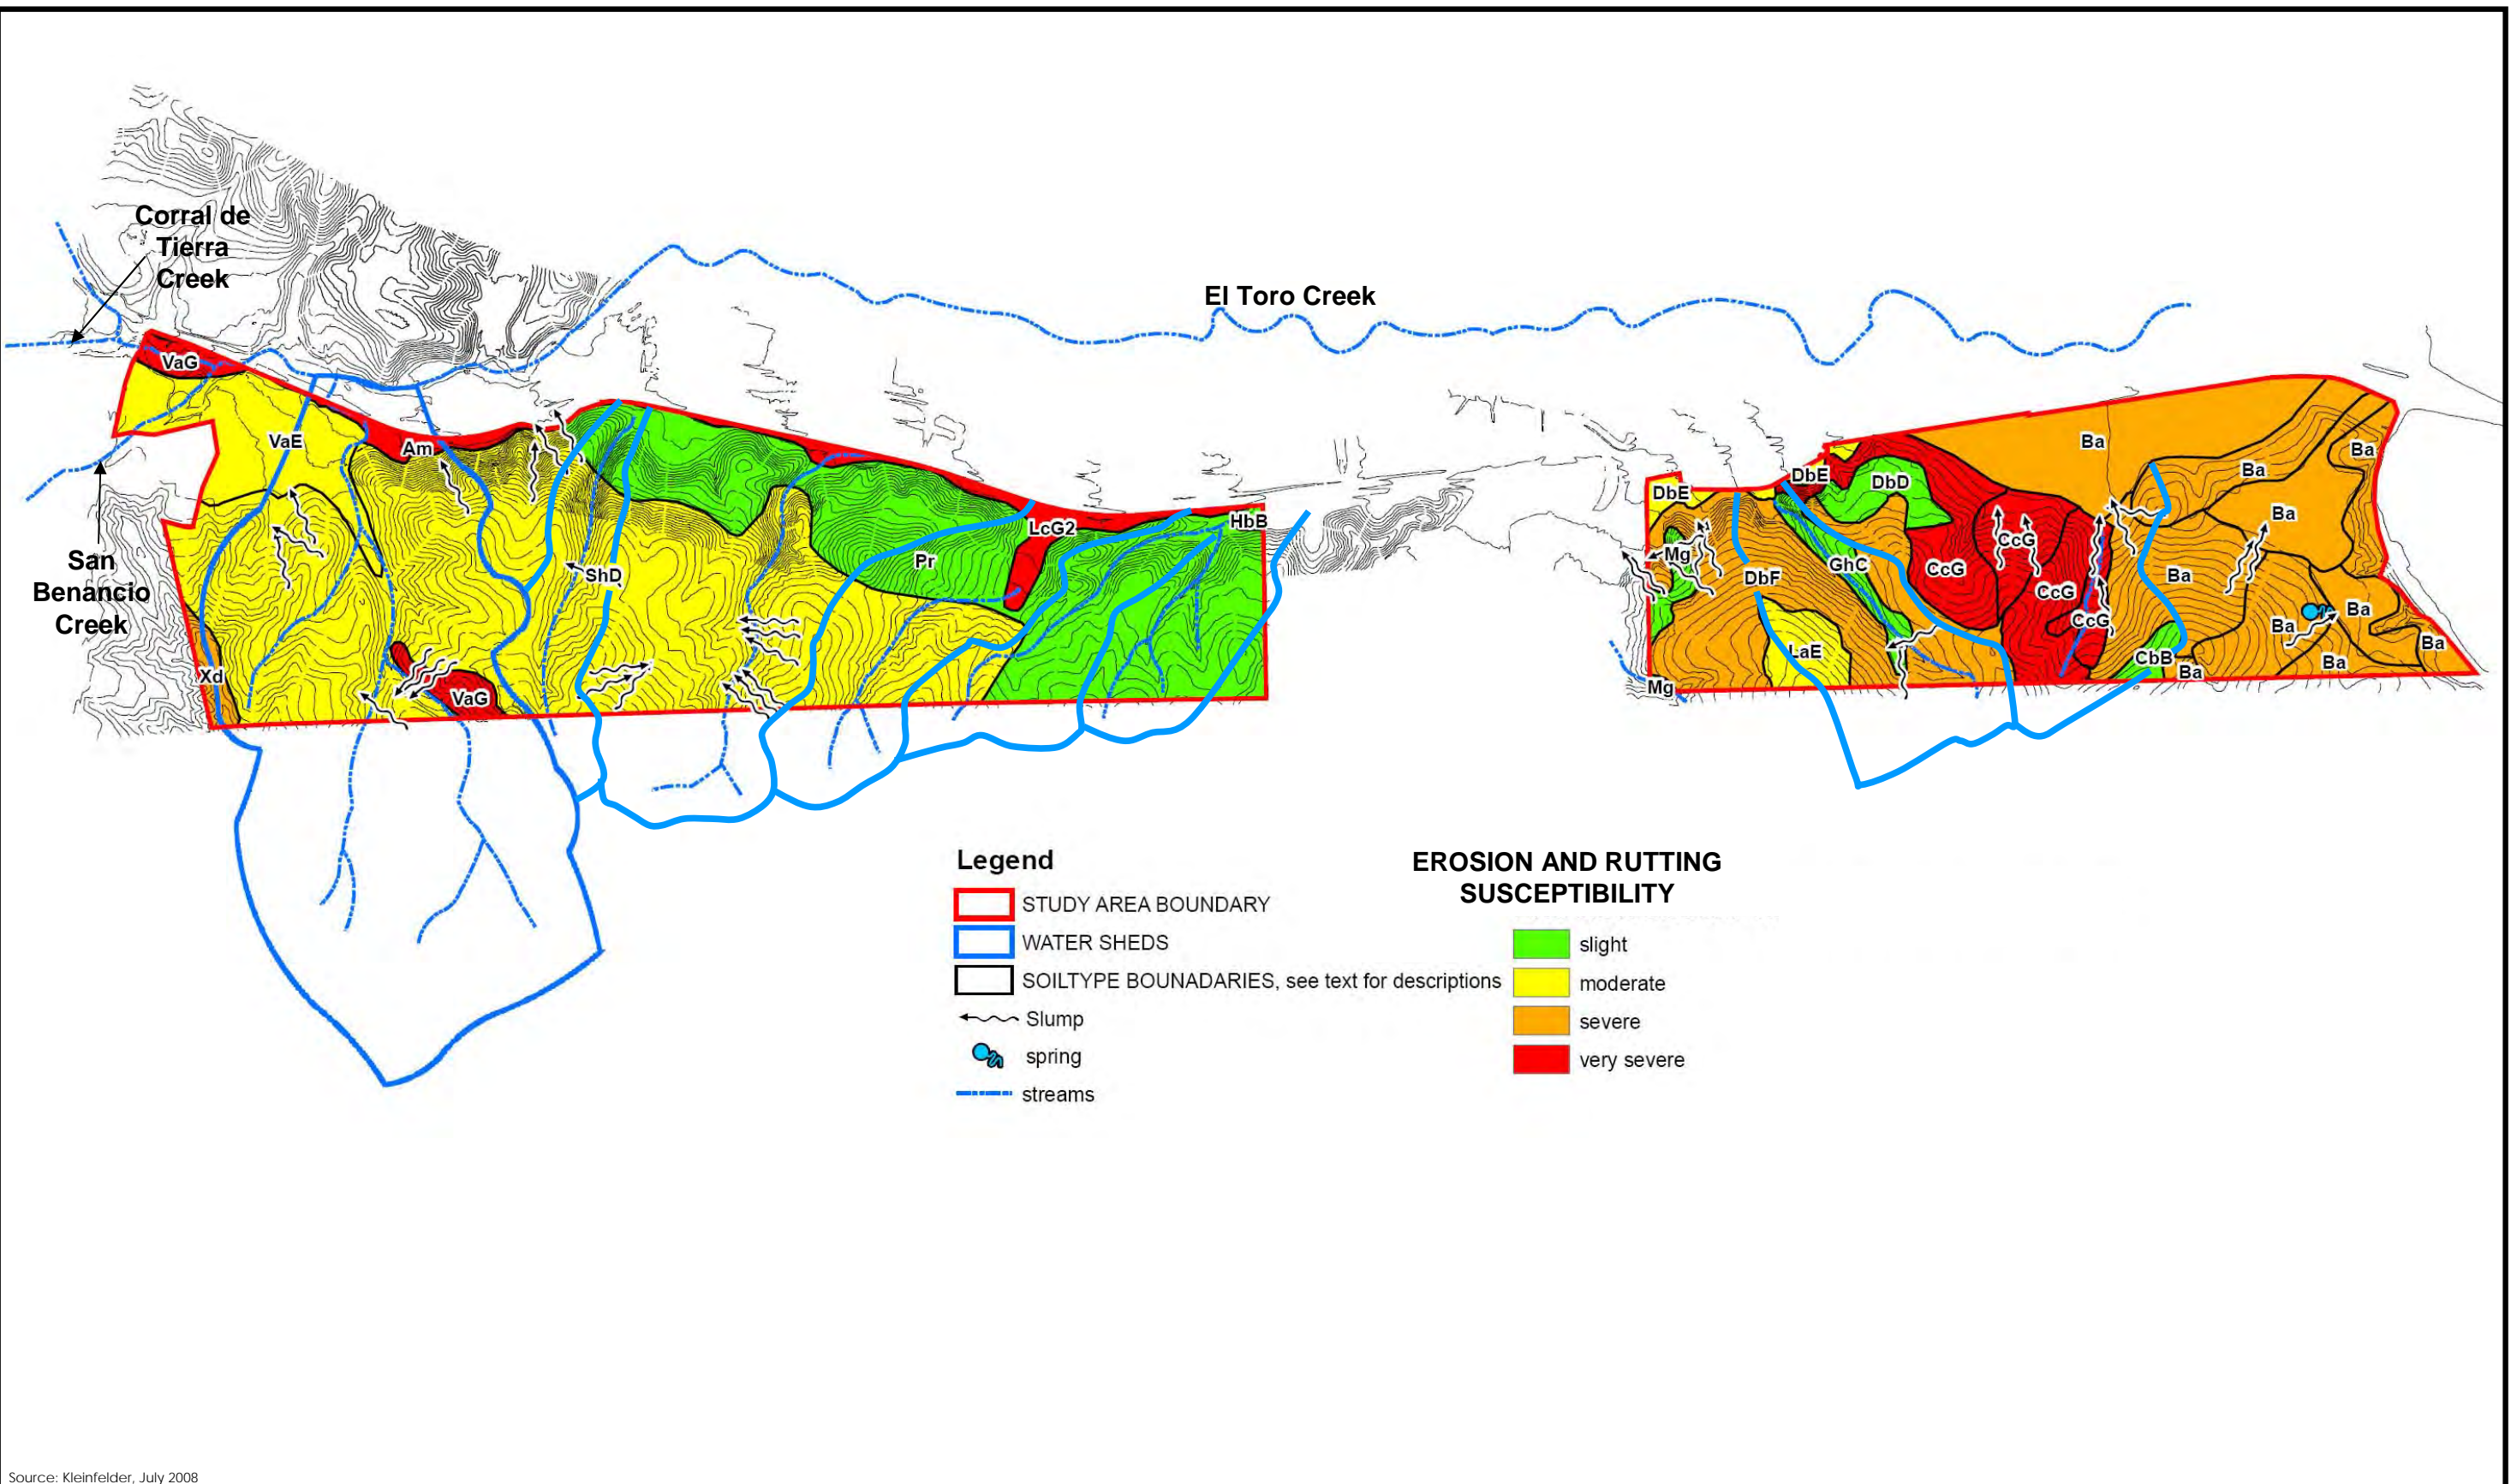 Corral de
Tierra
Creek
El Toro Creek
VaG
VaE
Am
San
Benancio
Creek
ShD
Xd
VaG
Pr
LcG2
HbB
DbE
Mg
DbF
Mg
LaE
GhC
DbE
DbD
CcG
CcG
CcG
CcG
Ba
Ba
Ba
Ba
Ba
Ba
Ba
Ba
Ba
Ba
CbB
Legend
STUDY AREA BOUNDARY
WATER SHEDS
SOILTYPE BOUNADARIES, see text for descriptions
Slump
spring
streams
EROSION AND RUTTING
SUSCEPTIBILITY
slight
moderate
severe
very severe
Source: Kleinfelder, July 2008